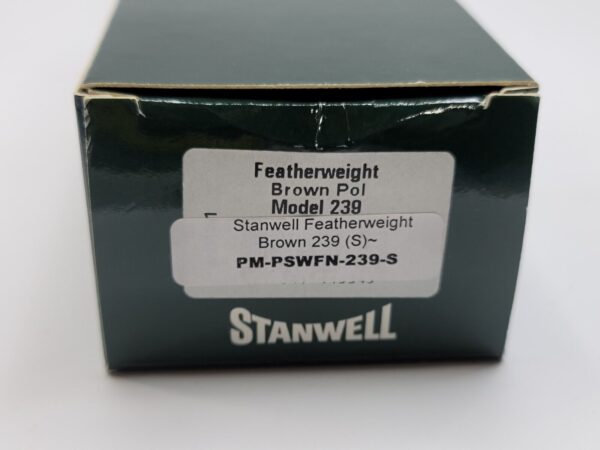 Featherweight
Brown Pol
Model 239
Stanwell Featherweight
Brown 239 (S)~
PM-PSWFN-239-S
STANWELL